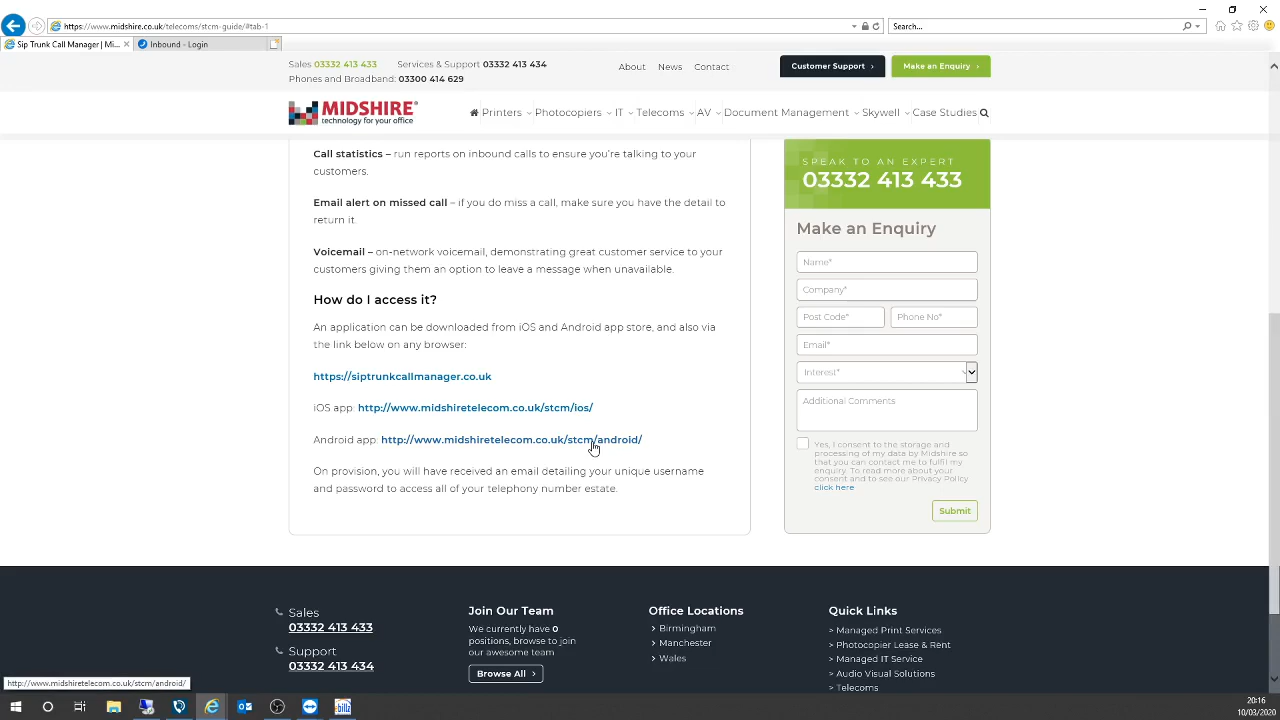 https://www.midshire.co.uk/telecoms/stcm-guide/#tab-1
Search...
Sip Trunk Call Manager | Mi...
Inbound - Login
Sales 03332 413 433
Services & Support 03332 413 434
Phones and Broadband: 03300 414 629
About
News
Contact
Customer Support
Make an Enquiry
MIDSHIRE
technology for your office
Printers
Photocopiers
IT
Telecoms
AV
Document Management
Skywell
Case Studies
Call statistics – run reports on inbound calls to ensure you're talking to your
customers.
Email alert on missed call – if you do miss a call, make sure you have the detail to
return it.
Voicemail – on-network voicemail, demonstrating great customer service to your
customers giving them an option to leave a message when unavailable.
How do I access it?
An application can be downloaded from iOS and Android app store, and also via
the link below on any browser:
https://siptrunkcallmanager.co.uk
iOS app: http://www.midshiretelecom.co.uk/stcm/ios/
Android app: http://www.midshiretelecom.co.uk/stcm/android/
On provision, you will have received an email detailing your unique username
and password to access all of your telephony number estate.
SPEAK TO AN EXPERT
03332 413 433
Make an Enquiry
Name*
Company*
Post Code*
Phone No*
Email*
Interest*
Additional Comments
Yes, I consent to the storage and
processing of my data by Midshire so
that you can contact me to fulfil my
enquiry. To read more about your
consent and to see our Privacy Policy
click here
Submit
Sales
03332 413 433
Support
03332 413 434
Join Our Team
We currently have 0
positions, browse to join
our awesome team
Browse All
Office Locations
Birmingham
Manchester
Wales
Quick Links
> Managed Print Services
> Photocopier Lease & Rent
> Managed IT Service
> Audio Visual Solutions
> Telecoms
http://www.midshiretelecom.co.uk/stcm/android/
20:16
10/03/2020